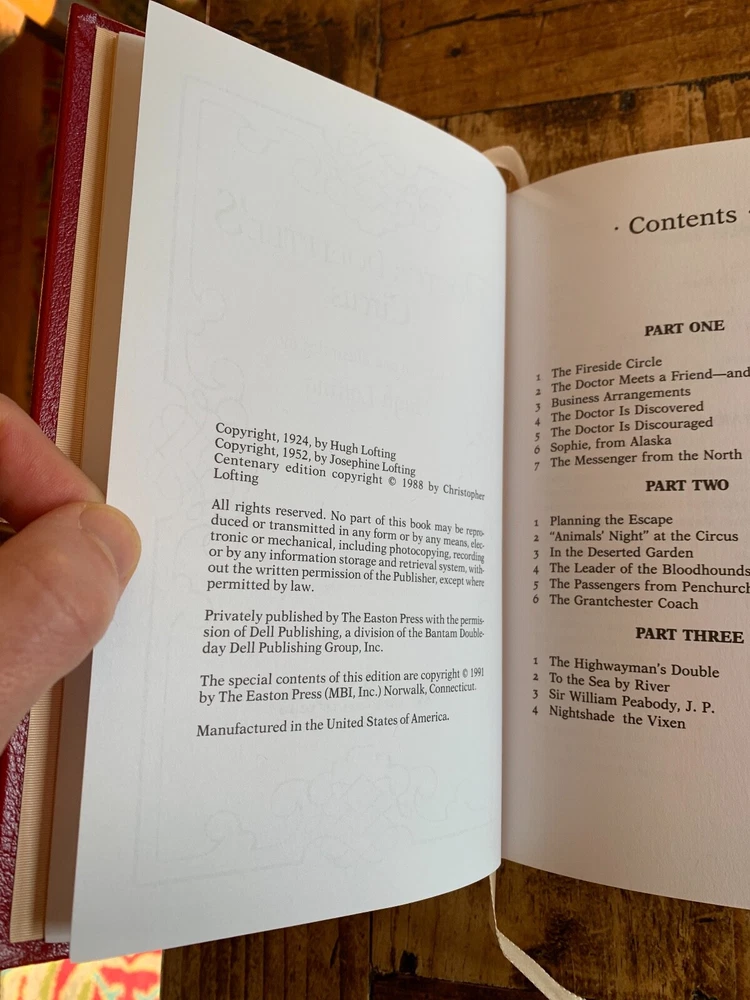 Copyright, 1924, by Hugh Lofting
Copyright, 1952, by Josephine Lofting
Centenary edition copyright © 1988 by Christopher
Lofting
All rights reserved. No part of this book may be repro-
duced or transmitted in any form or by any means, elec-
tronic or mechanical, including photocopying, recording
or by any information storage and retrieval system, with-
out the written permission of the Publisher, except where
permitted by law.
Privately published by The Easton Press with the permis-
sion of Dell Publishing, a division of the Bantam Double-
day Dell Publishing Group, Inc.
The special contents of this edition are copyright © 1991
by The Easton Press (MBI, Inc.) Norwalk, Connecticut.
Manufactured in the United States of America.
· Contents ·
PART ONE
1 The Fireside Circle
2 The Doctor Meets a Friend—and
3 Business Arrangements
4 The Doctor Is Discovered
5 The Doctor Is Discouraged
6 Sophie, from Alaska
7 The Messenger from the North
PART TWO
1 Planning the Escape
2 "Animals' Night" at the Circus
3 In the Deserted Garden
4 The Leader of the Bloodhounds
5 The Passengers from Penchurch
6 The Grantchester Coach
PART THREE
1 The Highwayman's Double
2 To the Sea by River
3 Sir William Peabody, J. P.
4 Nightshade the Vixen